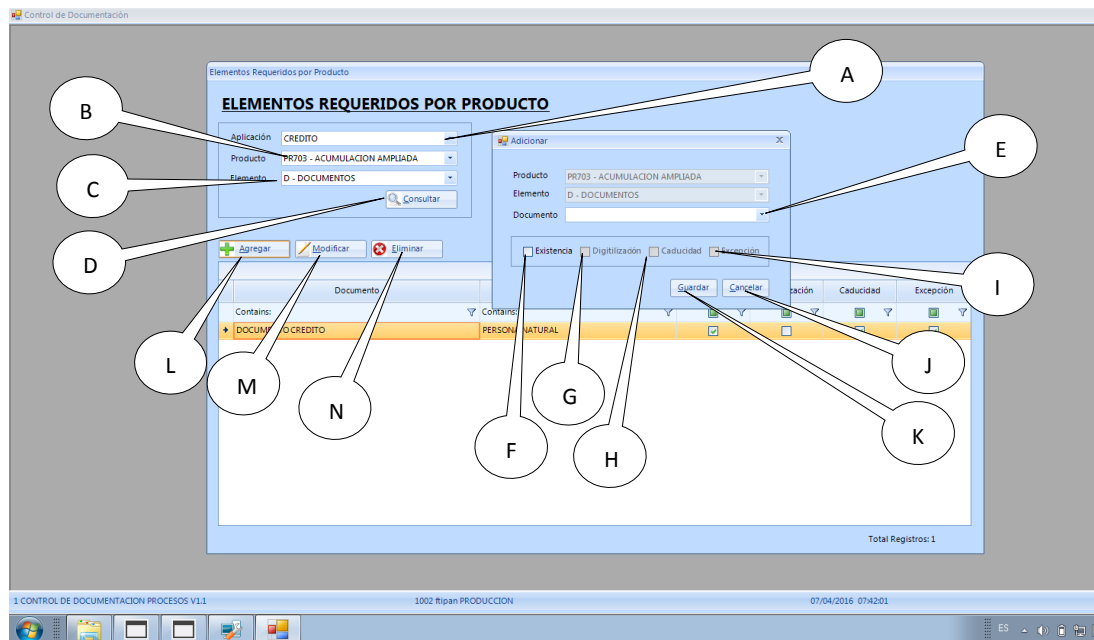 Control de Documentación
Elementos Requeridos por Producto
ELEMENTOS REQUERIDOS POR PRODUCTO
Aplicación CREDITO
Producto PR703 - ACUMULACION AMPLIADA
Elemento D - DOCUMENTOS
Consultar
Agregar Modificar Eliminar
Adicionar
Producto PR703 - ACUMULACION AMPLIADA
Elemento D - DOCUMENTOS
Documento
Existencia Digitilización Caducidad Excepción
Guardar Cancelar
Documento Caducidad Excepción
Contains: Contains:
CREDITO NATURAL
Total Registros: 1
A
B
C
D
E
F
G
H
I
J
K
L
M
N
1 CONTROL DE DOCUMENTACION PROCESOS V1.1 1002 ftipan PRODUCCION 07/04/2016 07:42:01
ES